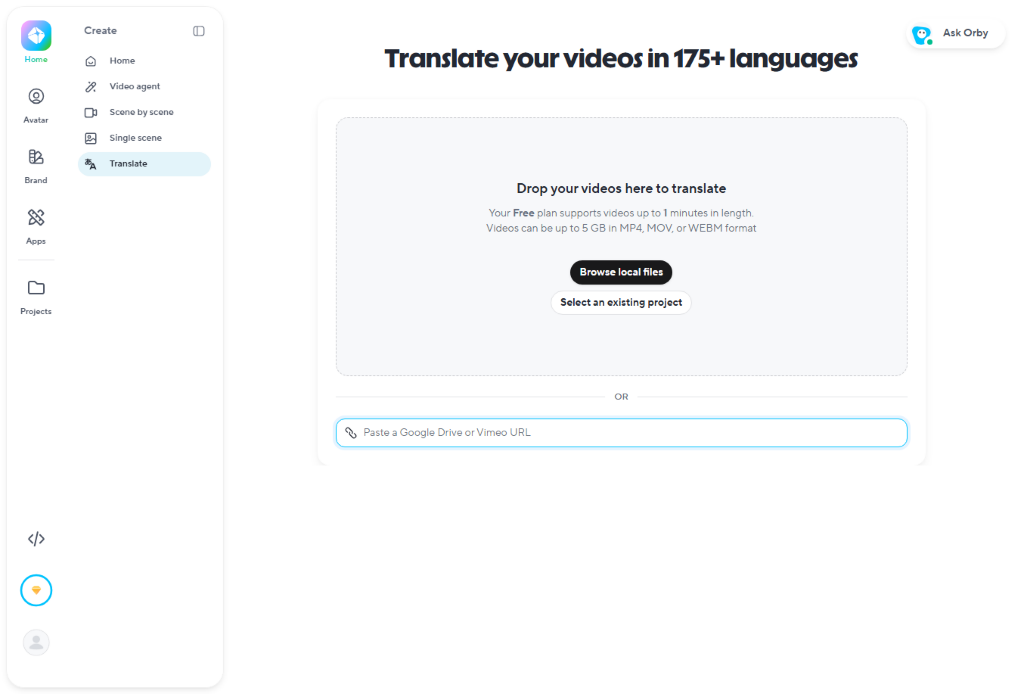 Home
Avatar
Brand
Apps
Projects
Create
Home
Video agent
Scene by scene
Single scene
Translate
Ask Orby
Translate your videos in 175+ languages
Drop your videos here to translate
Your Free plan supports videos up to 1 minutes in length.
Videos can be up to 5 GB in MP4, MOV, or WEBM format
Browse local files
Select an existing project
OR
Paste a Google Drive or Vimeo URL